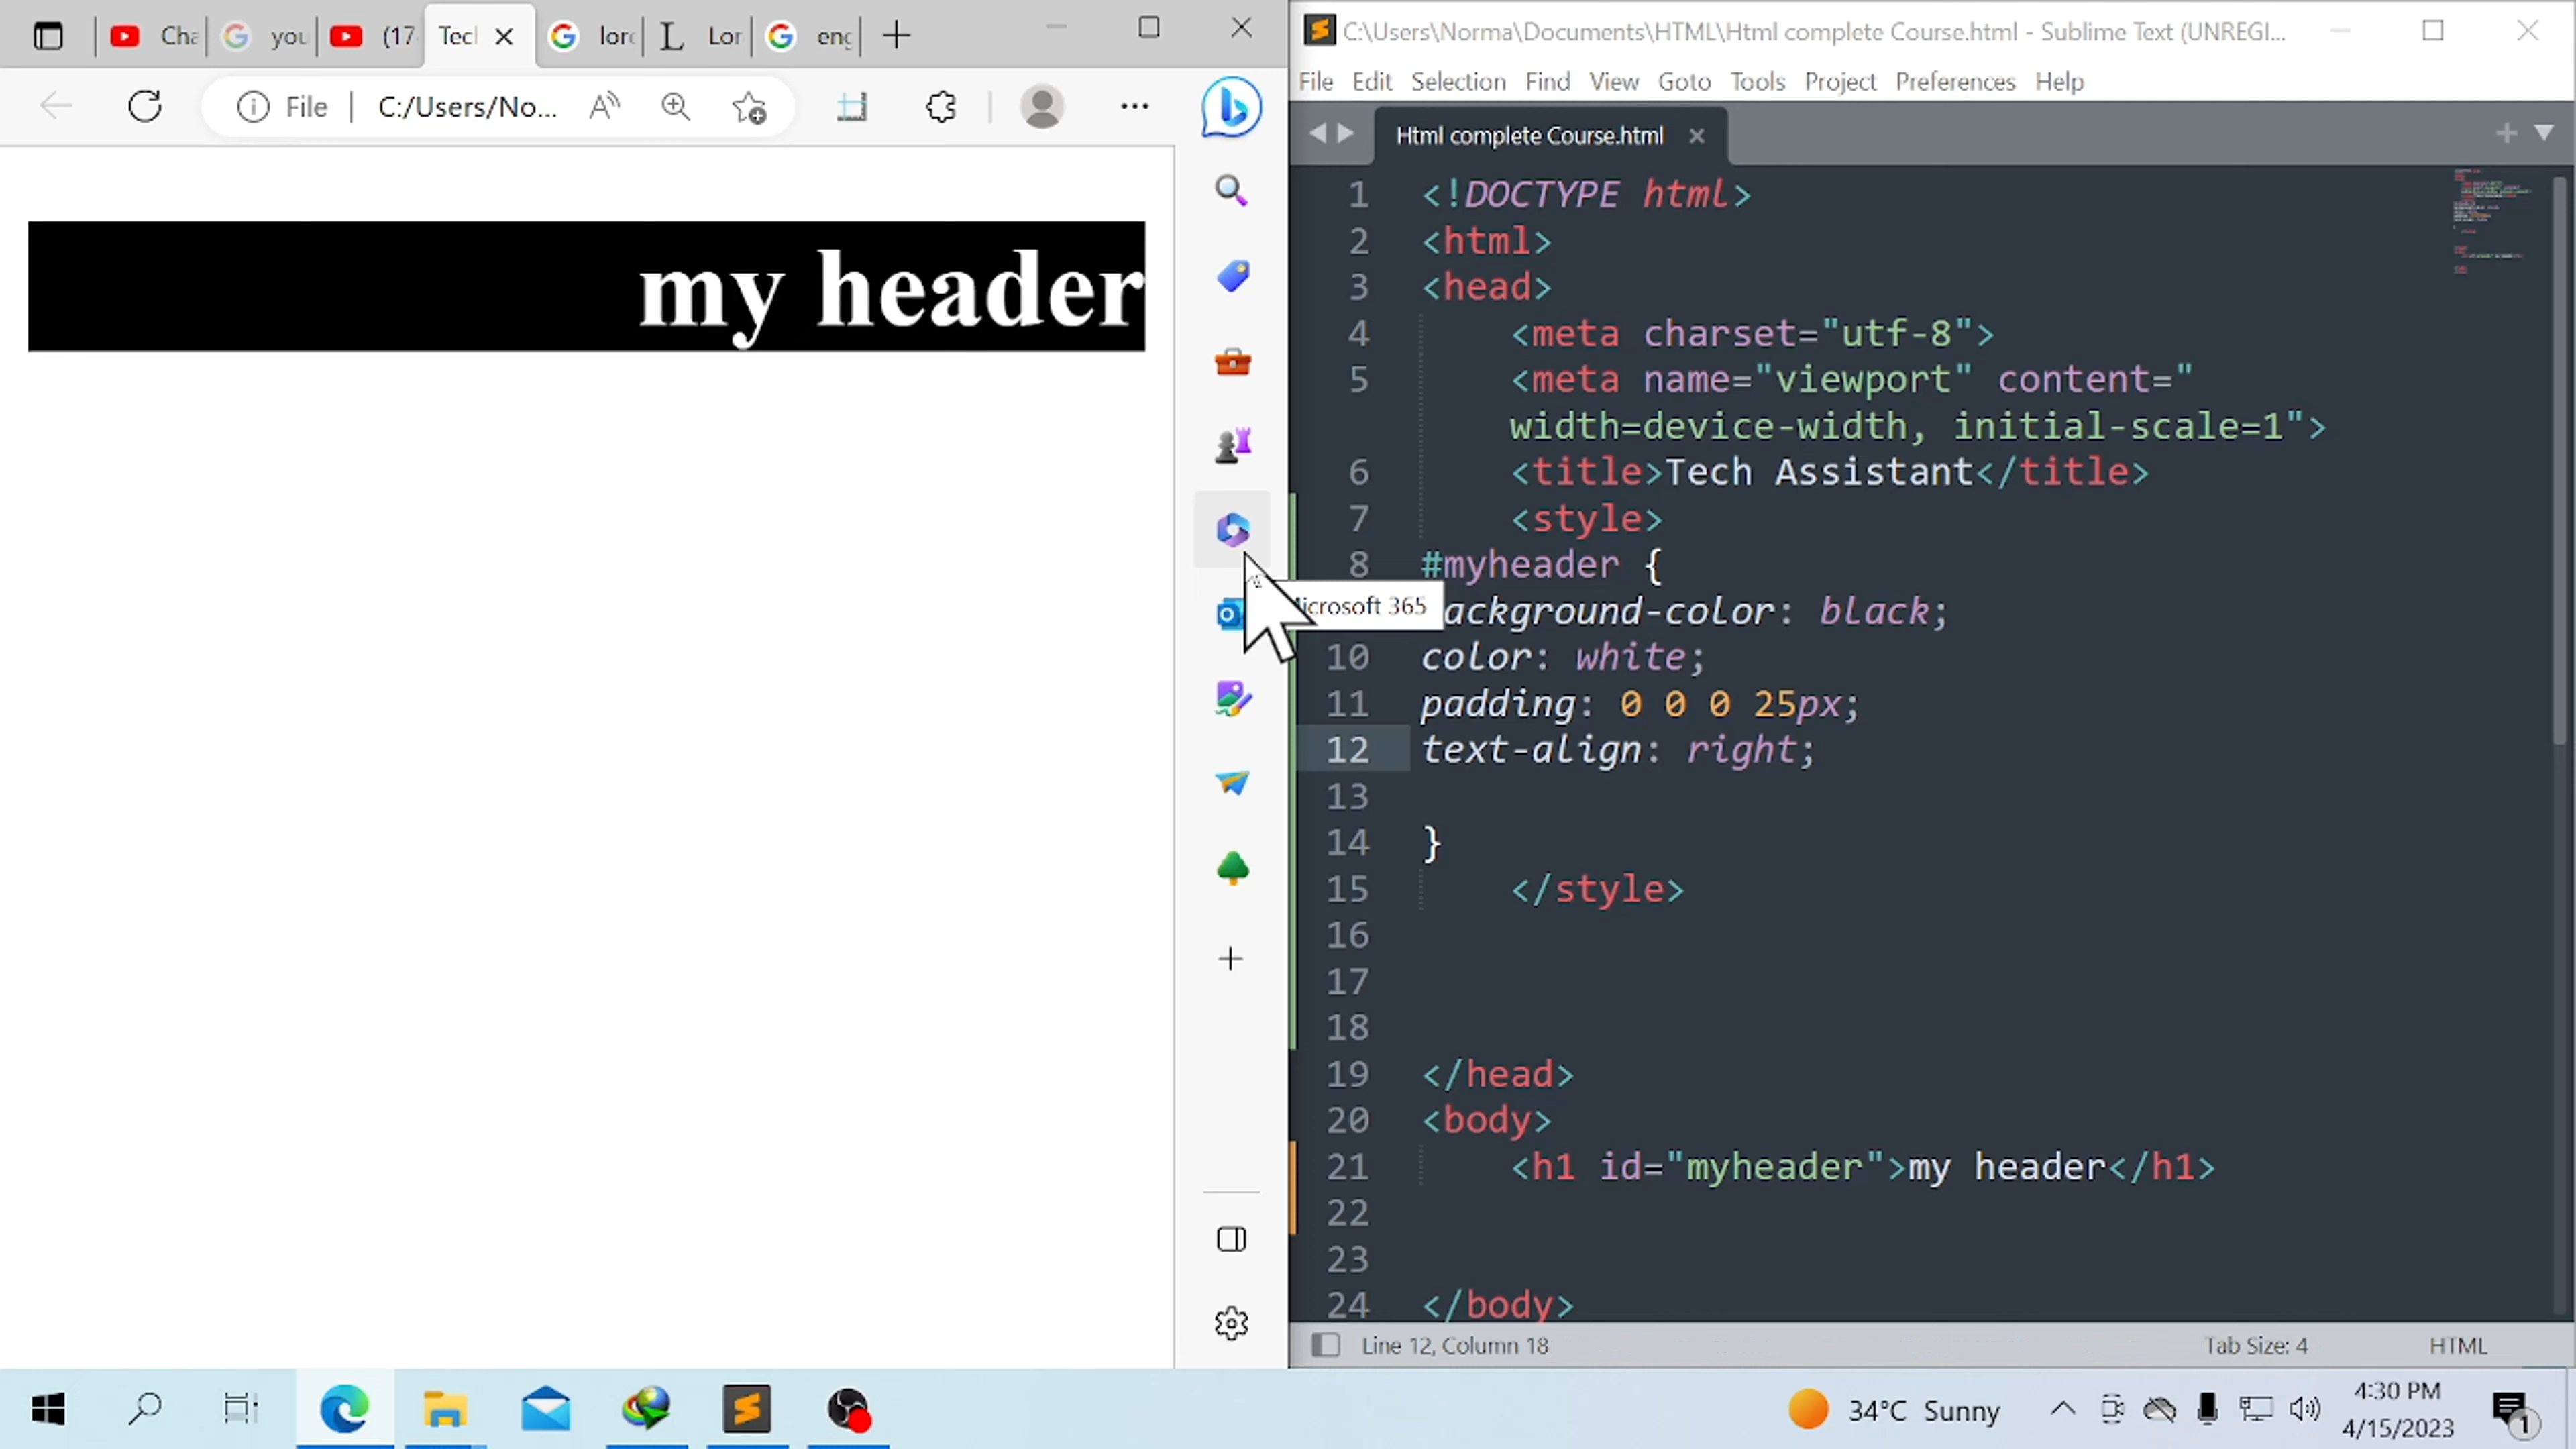 Cha
you
(17
Tecl
lor
Lor
eng
File
C:/Users/No...
my header
Microsoft 365
C:\Users\Norma\Documents\HTML\Html complete Course.html - Sublime Text (UNREGI...
File Edit Selection Find View Goto Tools Project Preferences Help
Html complete Course.html
1 <!DOCTYPE html>
2 <html>
3 <head>
4 <meta charset="utf-8">
5 <meta name="viewport" content="
width=device-width, initial-scale=1">
6 <title>Tech Assistant</title>
7 <style>
8 #myheader {
ackground-color: black;
10 color: white;
11 padding: 0 0 0 25px;
12 text-align: right;
13
14 }
15 </style>
16
17
18
19 </head>
20 <body>
21 <h1 id="myheader">my header</h1>
22
23
24 </body>
Line 12, Column 18
Tab Size: 4
HTML
34°C Sunny
4:30 PM
4/15/2023
1